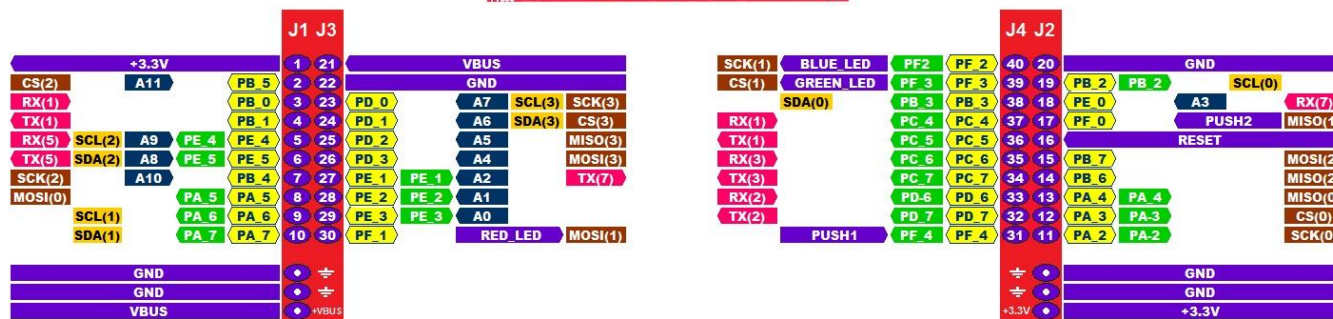 J1 J3 J4 J2
+3.3V 1 21 VBUS SCK(1) BLUE_LED PF2 PF_2 40 20 GND
CS(2) A11 PB_5 2 22 GND CS(1) GREEN_LED PF_3 PF_3 39 19 PB_2 PB_2 SCL(0)
RX(1) PB_0 3 23 PD_0 A7 SCL(3) SCK(3) SDA(0) PB_3 PB_3 38 18 PE_0 A3 RX(7)
TX(1) PB_1 4 24 PD_1 A6 SDA(3) CS(3) RX(1) PC_4 PC_4 37 17 PF_0 PUSH2 MISO(1
RX(5) SCL(2) A9 PE_4 PE_4 5 25 PD_2 A5 MISO(3) TX(1) PC_5 PC_5 36 16 RESET
TX(5) SDA(2) A8 PE_5 PE_5 6 26 PD_3 A4 MOSI(3) RX(3) PC_6 PC_6 35 15 PB_7 MOSI(2
SCK(2) A10 PB_4 7 27 PE_1 PE_1 A2 TX(7) TX(3) PC_7 PC_7 34 14 PB_6 MISO(2
MOSI(0) PA_5 PA_5 8 28 PE_2 PE_2 A1 RX(2) PD-6 PD_6 33 13 PA_4 PA_4 MISO(0
SCL(1) PA_6 PA_6 9 29 PE_3 PE_3 A0 TX(2) PD_7 PD_7 32 12 PA_3 PA-3 CS(0)
SDA(1) PA_7 PA_7 10 30 PF_1 RED_LED MOSI(1) PUSH1 PF_4 PF_4 31 11 PA_2 PA-2 SCK(0
GND GND
GND GND
VBUS +VBUS +3.3V +3.3V